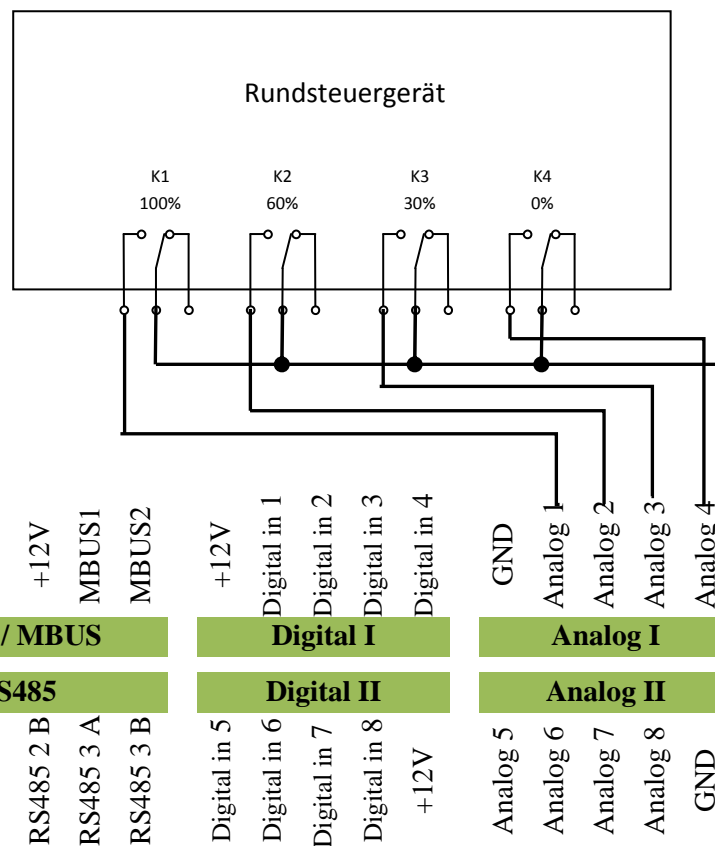 Rundsteuergerät
K1 K2 K3 K4
100% 60% 30% 0%
+12V MBUS1 MBUS2 +12V Digital in 1 Digital in 2 Digital in 3 Digital in 4 GND Analog 1 Analog 2 Analog 3 Analog 4
/ MBUS Digital I Analog I
S485 Digital II Analog II
RS485 2 B RS485 3 A RS485 3 B Digital in 5 Digital in 6 Digital in 7 Digital in 8 +12V Analog 5 Analog 6 Analog 7 Analog 8 GND